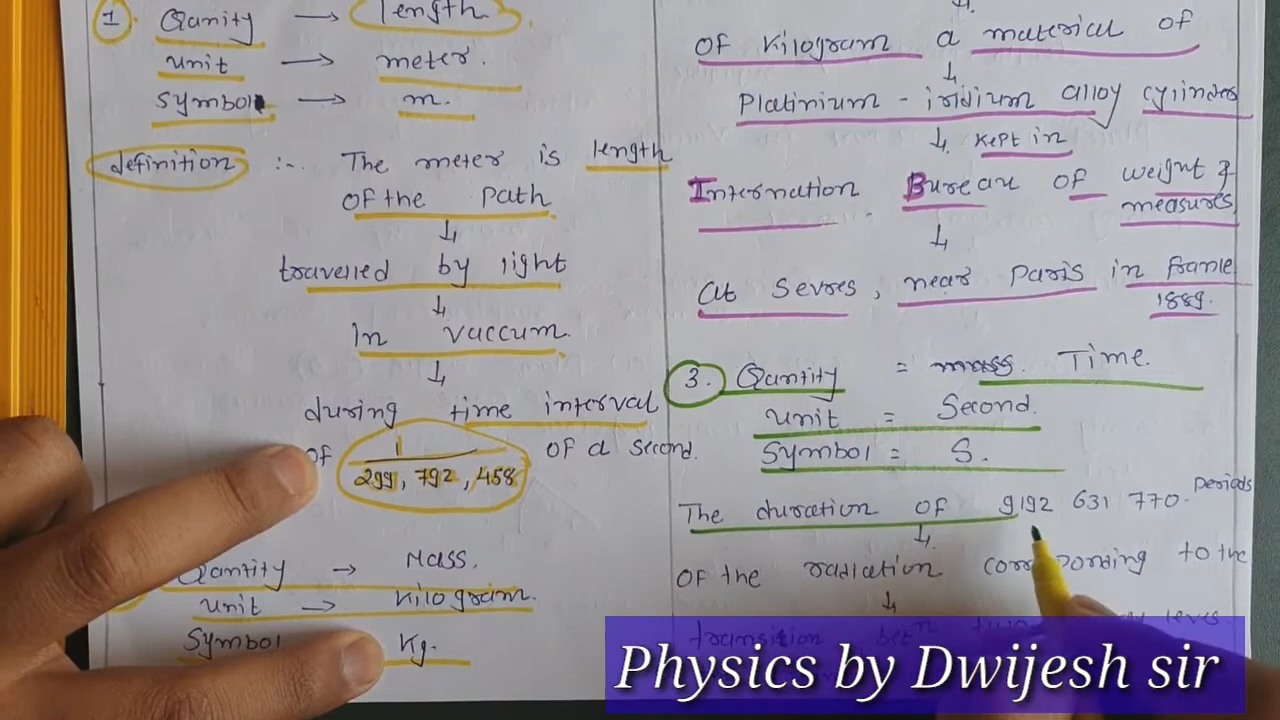 1 Qanity → length.
unit → meter.
Symbol → m.
definition :-. The meter is length
of the path
travelled by light
In vaccum.
during time interval
of 1/299,792,458 of a second.
Qantity → Mass.
unit → kilogram.
Symbol kg.
of kilogram a material of
Platinium - iridium alloy cylinder
kept in
Internation Bureau of weight &
measures
at Sevres, near Paris in France
1889.
3. Qantity = mass. Time.
unit = Second.
Symbol = S.
The duration of 9192 631 770. Periods
of the radiation corresponding to the
transition betn
Physics by Dwijesh sir